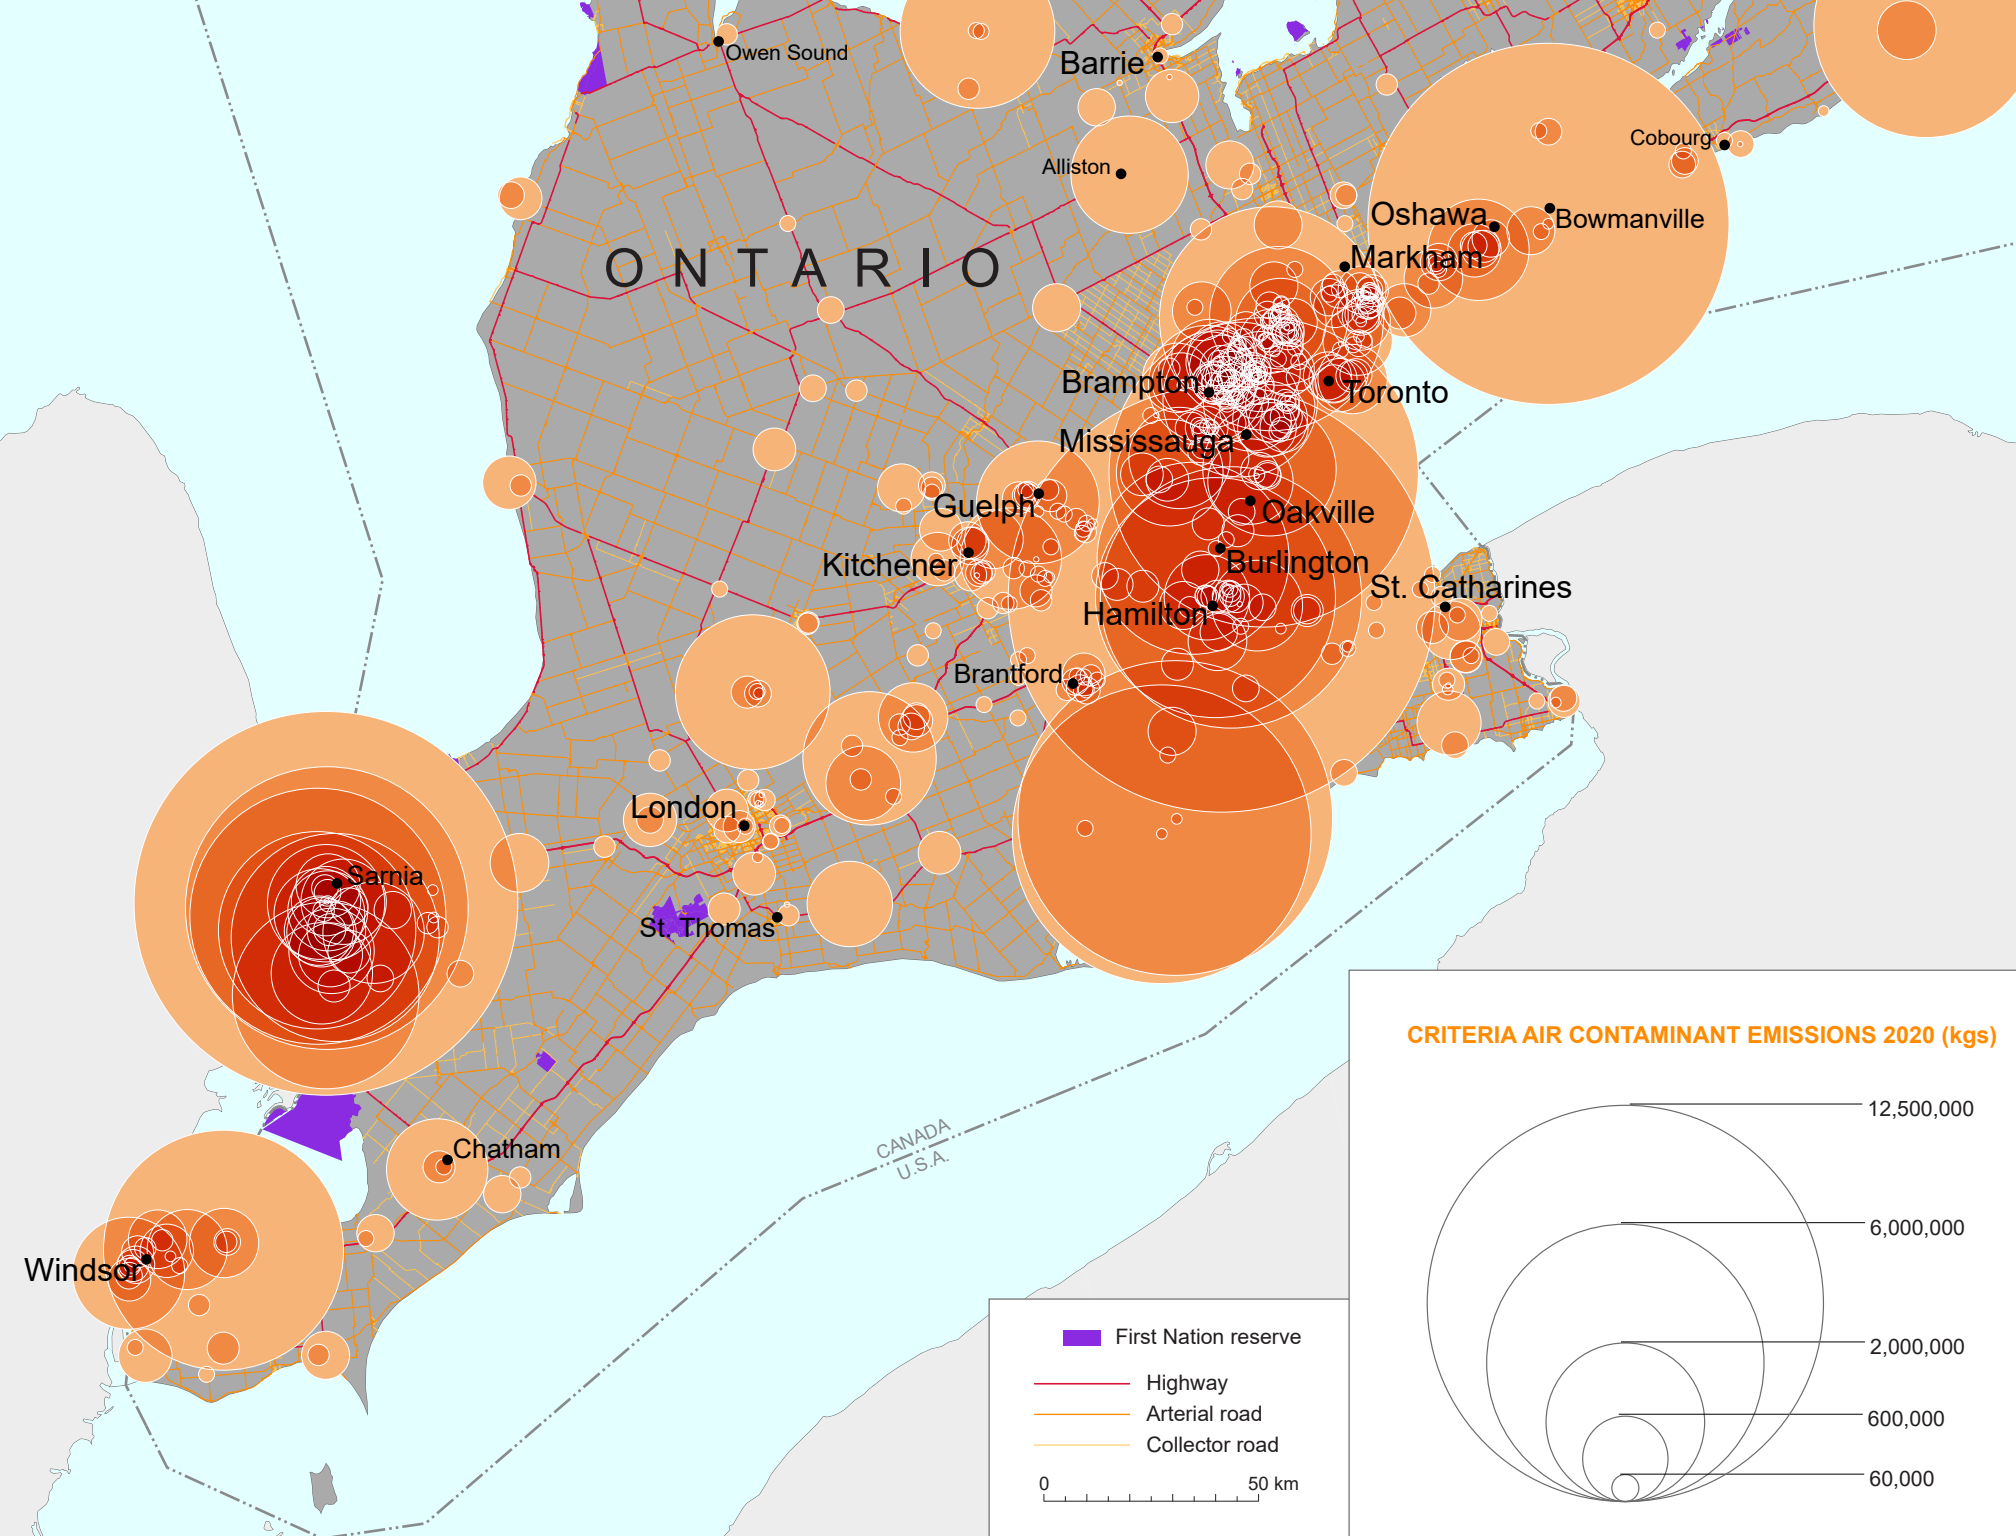 Owen Sound
Barrie
Alliston
Cobourg
Oshawa
Bowmanville
Markham
ONTARIO
Brampton
Toronto
Mississauga
Guelph
Oakville
Kitchener
Burlington
St. Catharines
Hamilton
Brantford
London
Sarnia
St. Thomas
Chatham
Windsor
CANADA
U.S.A.
CRITERIA AIR CONTAMINANT EMISSIONS 2020 (kgs)
12,500,000
6,000,000
2,000,000
600,000
60,000
First Nation reserve
Highway
Arterial road
Collector road
0 50 km